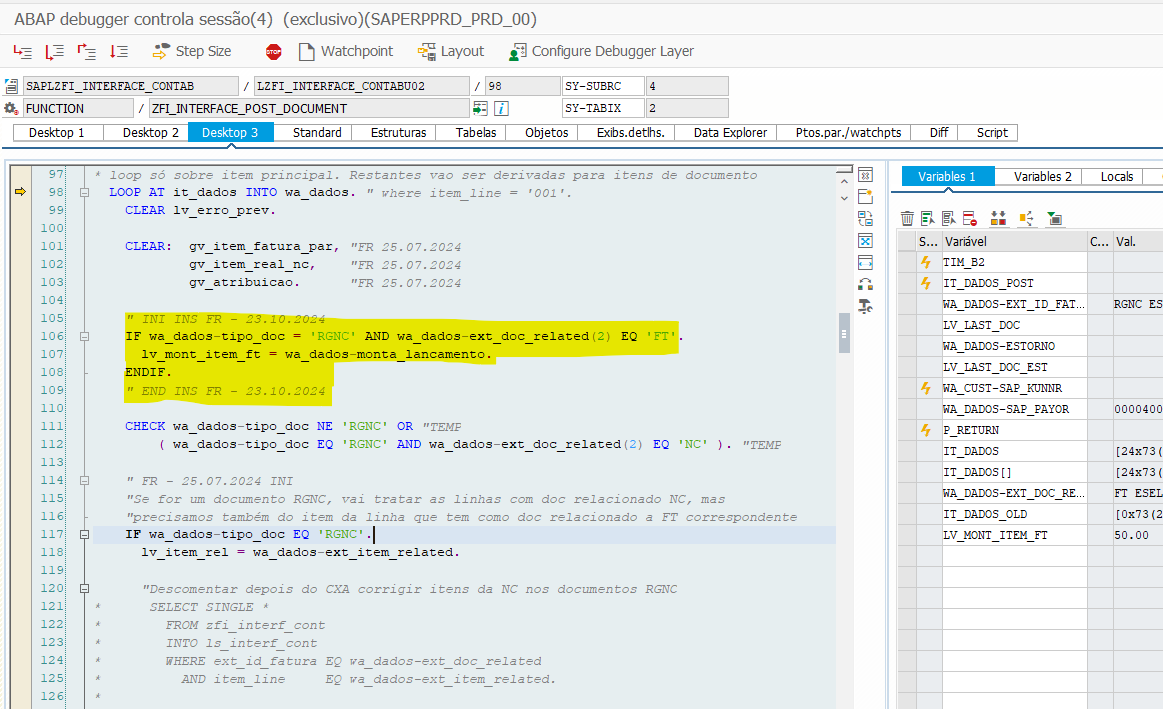 ABAP debugger controla sessão(4)  (exclusivo)(SAPERPPRD_PRD_00)
Step Size STOP Watchpoint Layout Configure Debugger Layer
SAPLZFI_INTERFACE_CONTAB / LZFI_INTERFACE_CONTABU02 / 98 SY-SUBRC 4
FUNCTION / ZFI_INTERFACE_POST_DOCUMENT SY-TABIX 2
Desktop 1 Desktop 2 Desktop 3 Standard Estruturas Tabelas Objetos Exibs.detlhs. Data Explorer Ptos.par./watchpts Diff Script
97 * loop só sobre item principal. Restantes vao ser derivadas para itens de documento
98 LOOP AT it_dados INTO wa_dados. " where item_line = '001'.
99 CLEAR lv_erro_prev.
100
101 CLEAR: gv_item_fatura_par, "FR 25.07.2024
102 gv_item_real_nc, "FR 25.07.2024
103 gv_atribuicao. "FR 25.07.2024
104
105 " INI INS FR - 23.10.2024
106 IF wa_dados-tipo_doc = 'RGNC' AND wa_dados-ext_doc_related(2) EQ 'FT'.
107 lv_mont_item_ft = wa_dados-monta_lancamento.
108 ENDIF.
109 " END INS FR - 23.10.2024
110
111 CHECK wa_dados-tipo_doc NE 'RGNC' OR "TEMP
112 ( wa_dados-tipo_doc EQ 'RGNC' AND wa_dados-ext_doc_related(2) EQ 'NC' ). "TEMP
113
114 " FR - 25.07.2024 INI
115 "Se for um documento RGNC, vai tratar as linhas com doc relacionado NC, mas
116 "precisamos também do item da linha que tem como doc relacionado a FT correspondente
117 IF wa_dados-tipo_doc EQ 'RGNC'.
118 lv_item_rel = wa_dados-ext_item_related.
119
120 "Descomentar depois do CXA corrigir itens da NC nos documentos RGNC
121 * SELECT SINGLE *
122 * FROM zfi_interf_cont
123 * INTO ls_interf_cont
124 * WHERE ext_id_fatura EQ wa_dados-ext_doc_related
125 * AND item_line EQ wa_dados-ext_item_related.
126 *
Variables 1 Variables 2 Locals
S... Variável C... Val.
TIM_B2
IT_DADOS_POST
WA_DADOS-EXT_ID_FAT... RGNC ES
LV_LAST_DOC
WA_DADOS-ESTORNO
LV_LAST_DOC_EST
WA_CUST-SAP_KUNNR
WA_DADOS-SAP_PAYOR 0000400
P_RETURN
IT_DADOS [24x73(
IT_DADOS[] [24x73(
WA_DADOS-EXT_DOC_RE... FT ESEL
IT_DADOS_OLD [0x73(2
LV_MONT_ITEM_FT 50.00